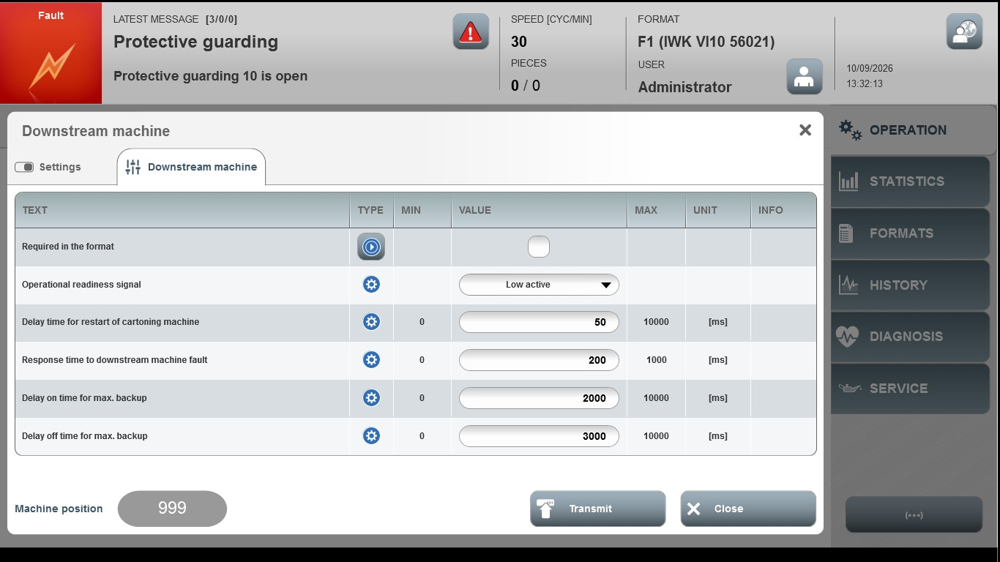 Fault
LATEST MESSAGE [3/0/0]
Protective guarding
Protective guarding 10 is open
SPEED [CYC/MIN]
30
PIECES
0 / 0
FORMAT
F1 (IWK VI10 56021)
USER
Administrator
10/09/2026
13:32:13
Downstream machine
Settings
Downstream machine
TEXT TYPE MIN VALUE MAX UNIT INFO
Required in the format
Operational readiness signal Low active
Delay time for restart of cartoning machine 0 50 10000 [ms]
Response time to downstream machine fault 0 200 1000 [ms]
Delay on time for max. backup 0 2000 10000 [ms]
Delay off time for max. backup 0 3000 10000 [ms]
Machine position 999
Transmit
Close
OPERATION
STATISTICS
FORMATS
HISTORY
DIAGNOSIS
SERVICE
(•••)